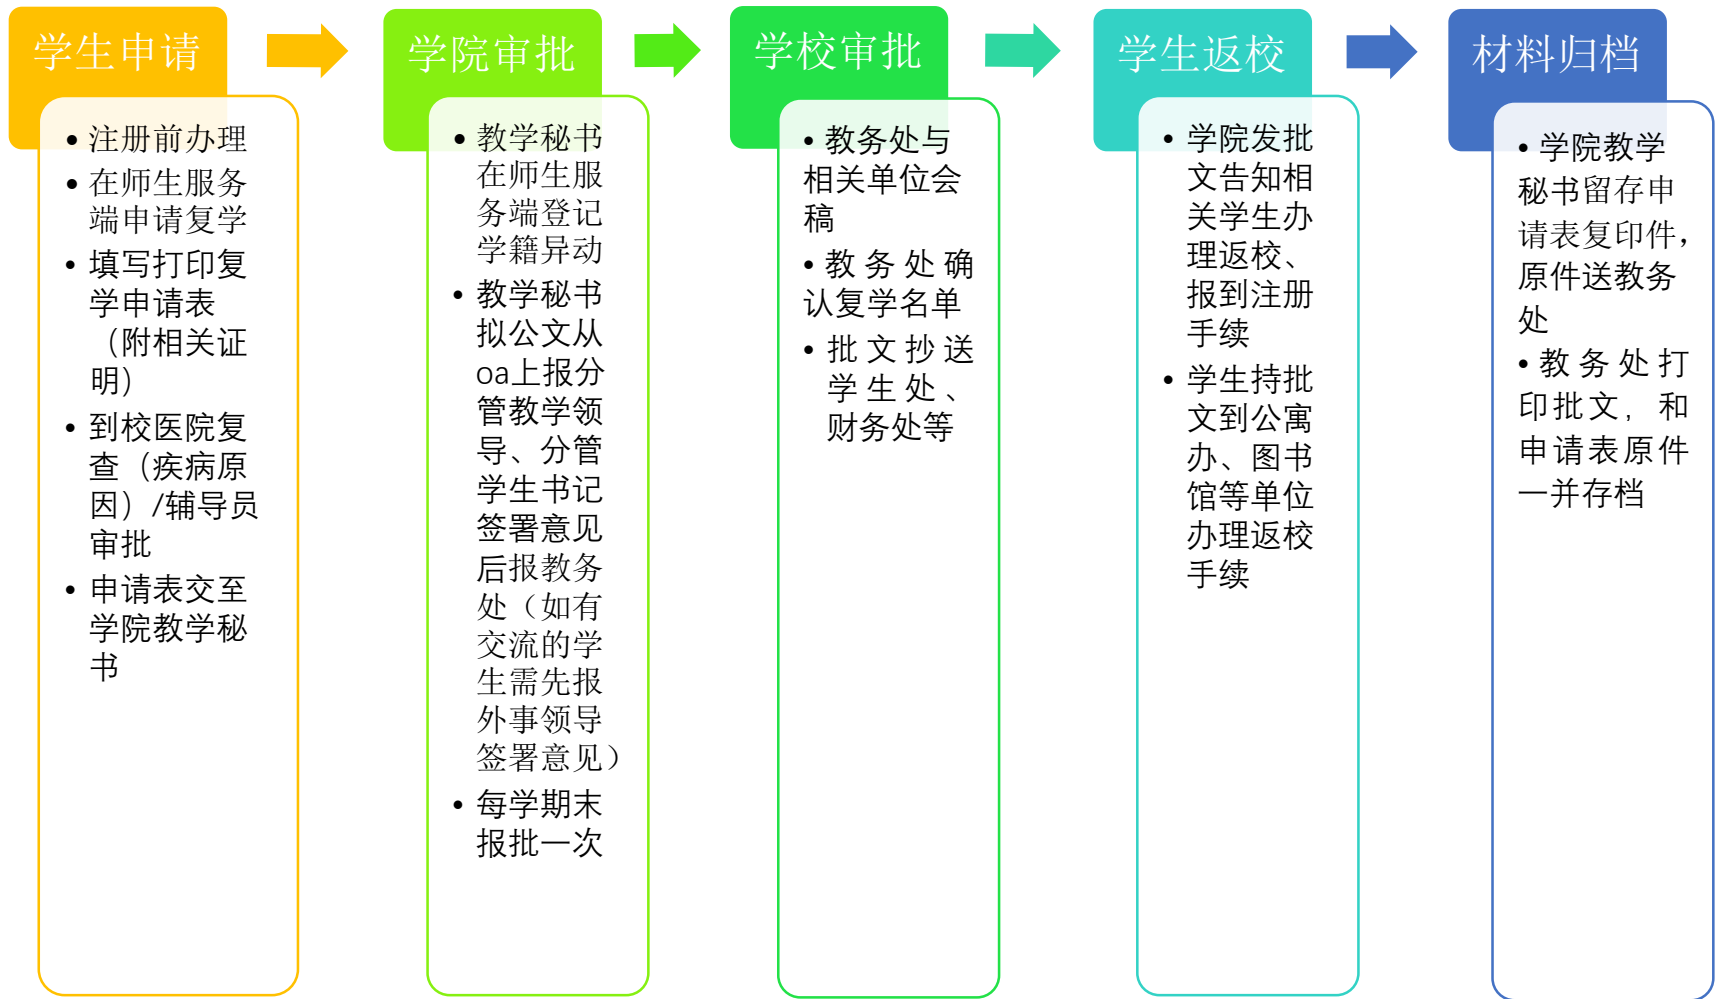 学生申请
• 注册前办理
• 在师生服务
端申请复学
• 填写打印复
学申请表
（附相关证
明）
• 到校医院复
查（疾病原
因）/辅导员
审批
• 申请表交至
学院教学秘
书
学院审批
• 教学秘书
在师生服
务端登记
学籍异动
• 教学秘书
拟公文从
oa上报分
管教学领
导、分管
学生书记
签署意见
后报教务
处（如有
交流的学
生需先报
外事领导
签署意见）
• 每学期末
报批一次
学校审批
• 教务处与
相关单位会
稿
• 教务处确
认复学名单
• 批文抄送
学生处、
财务处等
学生返校
• 学院发批
文告知相
关学生办
理返校、
报到注册
手续
• 学生持批
文到公寓
办、图书
馆等单位
办理返校
手续
材料归档
• 学院教学
秘书留存申
请表复印件，
原件送教务
处
• 教务处打
印批文，和
申请表原件
一并存档